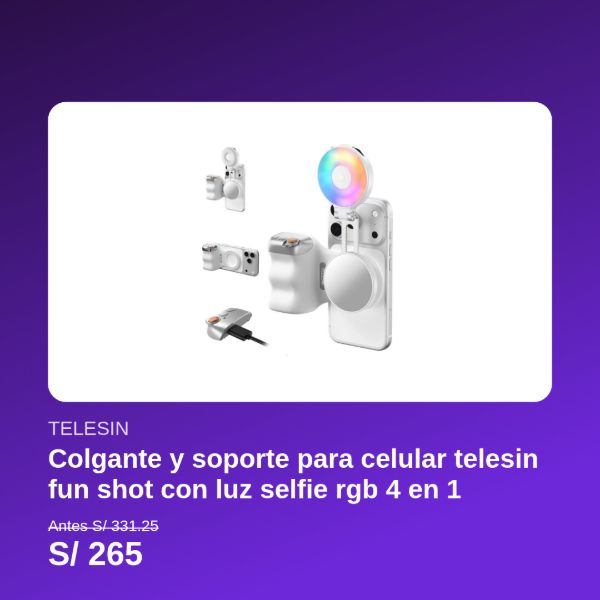 TELESIN
Colgante y soporte para celular telesin
fun shot con luz selfie rgb 4 en 1
Antes S/ 331.25
S/ 265